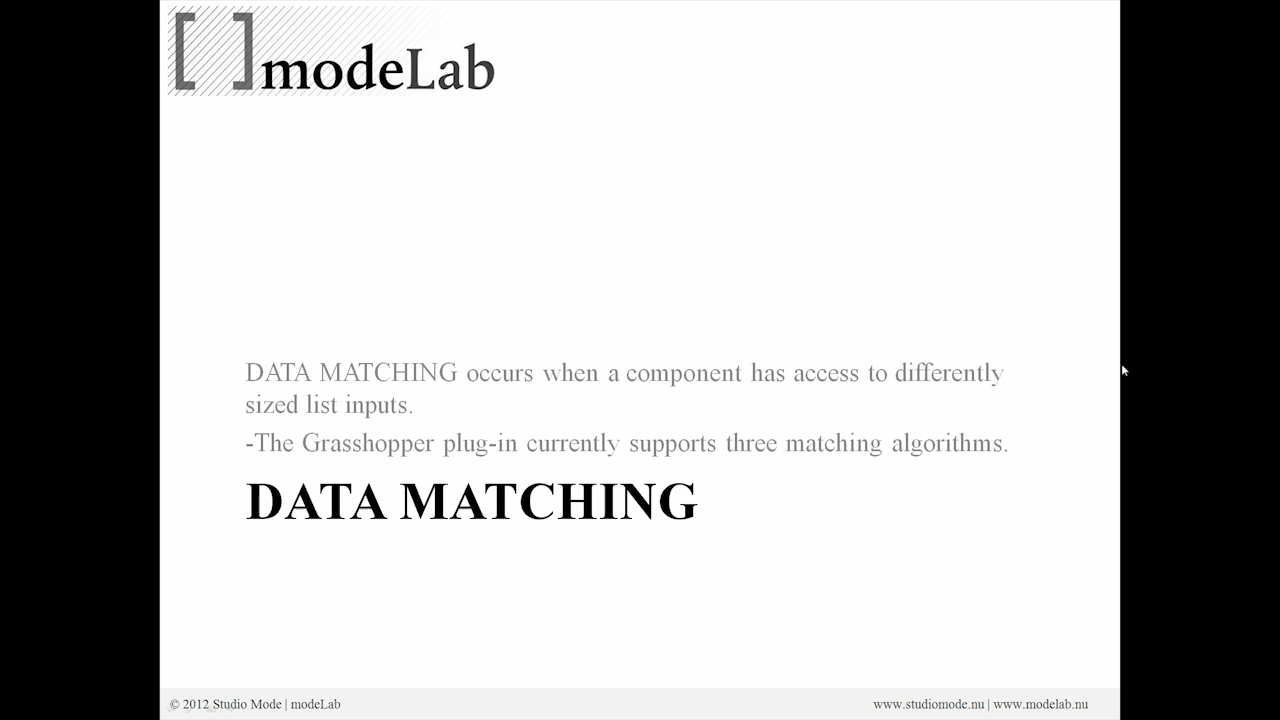 [ ]modeLab
DATA MATCHING occurs when a component has access to differently
sized list inputs.
-The Grasshopper plug-in currently supports three matching algorithms.
DATA MATCHING
© 2012 Studio Mode | modeLab
www.studiomode.nu | www.modelab.nu